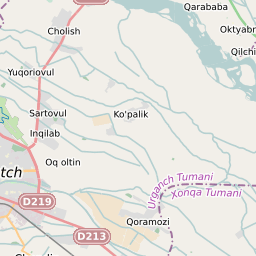 Qarababa
Cholish
Oktyabr
Qilchi
Yuqoriovul
Sartovul
Ko'palik
Inqilab
Oq oltin
tch
Urganch Tumani
Xonqa Tumani
D219
D213
Qoramozi